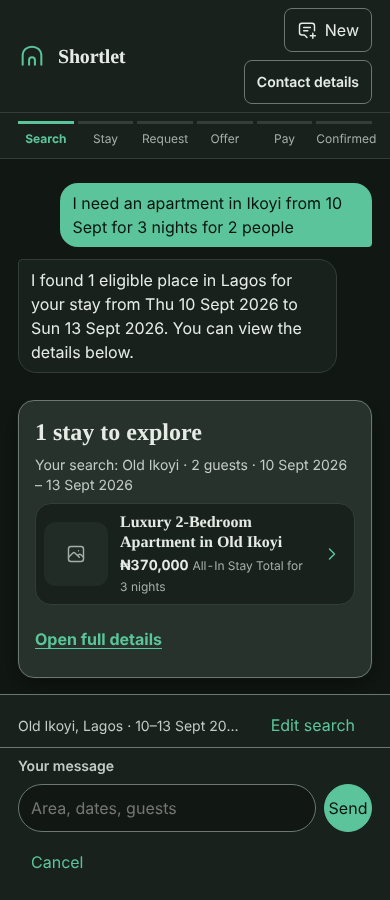 New
Shortlet
Contact details
Search Stay Request Offer Pay Confirmed
I need an apartment in Ikoyi from 10
Sept for 3 nights for 2 people
I found 1 eligible place in Lagos for
your stay from Thu 10 Sept 2026 to
Sun 13 Sept 2026. You can view the
details below.
1 stay to explore
Your search: Old Ikoyi · 2 guests · 10 Sept 2026
– 13 Sept 2026
Luxury 2-Bedroom
Apartment in Old Ikoyi
₦370,000 All-In Stay Total for
3 nights
Open full details
Old Ikoyi, Lagos · 10–13 Sept 20... Edit search
Your message
Area, dates, guests Send
Cancel